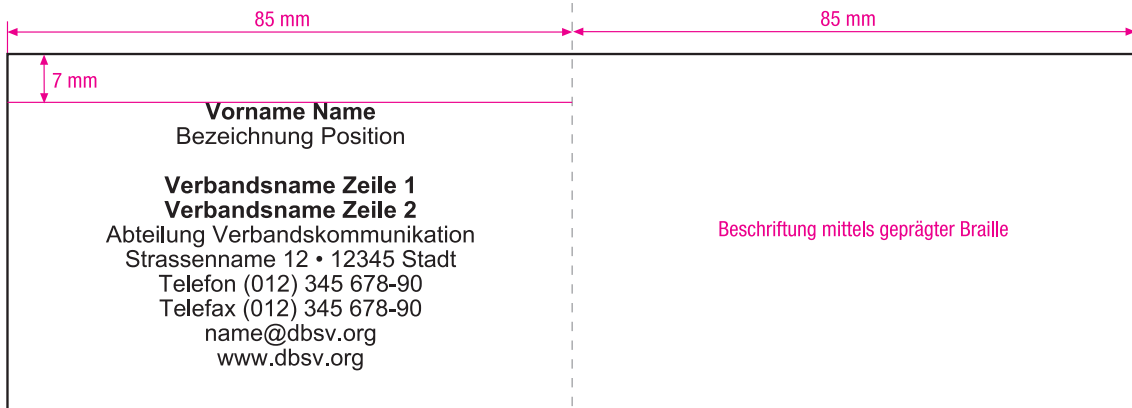 85 mm
85 mm
7 mm
Vorname Name
Bezeichnung Position
Verbandsname Zeile 1
Verbandsname Zeile 2
Abteilung Verbandskommunikation
Strassenname 12 • 12345 Stadt
Telefon (012) 345 678-90
Telefax (012) 345 678-90
name@dbsv.org
www.dbsv.org
Beschriftung mittels geprägter Braille